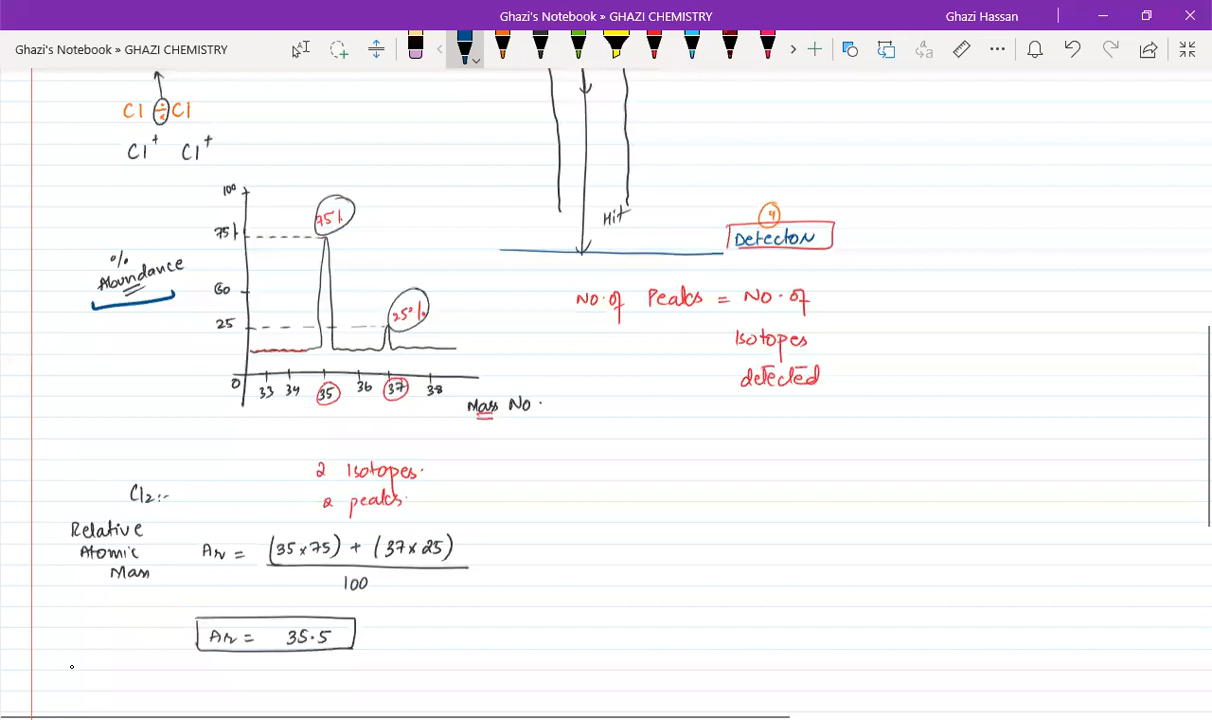 Ghazi's Notebook » GHAZI CHEMISTRY
Ghazi Hassan
Ghazi's Notebook » GHAZI CHEMISTRY
Cl Cl
Cl+ Cl+
100
75%
75%
% Abundance
60
25%
25
0
33 34 35 36 37 38
Mass No.
Hit
4
Detector
No. of Peaks = No. of
Isotopes
detected
2 Isotopes.
2 peaks.
Cl2:-
Relative
Atomic
Mass
Ar = (35×75) + (37×25)
100
Ar = 35.5